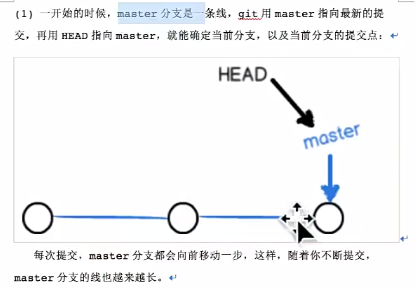 (1) 一开始的时候，master 分支是一条线，git 用 master 指向最新的提
交，再用 HEAD 指向 master，就能确定当前分支，以及当前分支的提交点：
HEAD
master
每次提交，master 分支都会向前移动一步，这样，随着你不断提交，
master 分支的线也越来越长。